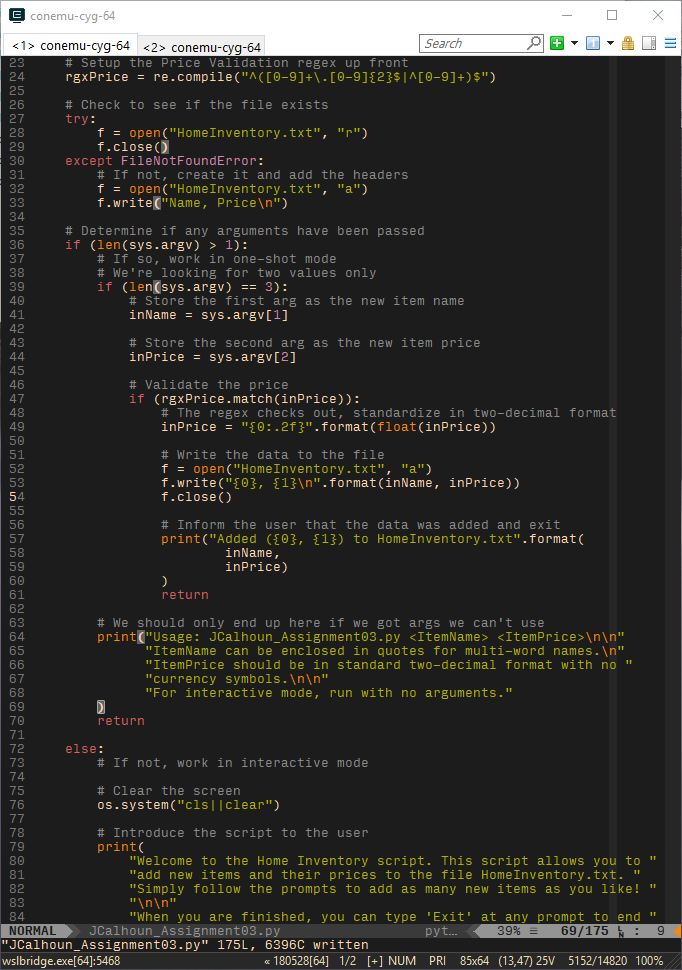 conemu-cyg-64
<1> conemu-cyg-64
<2> conemu-cyg-64
Search
23 # Setup the Price Validation regex up front
24 rgxPrice = re.compile("^([0-9]+\.[0-9]{2}$|^[0-9]+)$")
25
26 # Check to see if the file exists
27 try:
28 f = open("HomeInventory.txt", "r")
29 f.close()
30 except FileNotFoundError:
31 # If not, create it and add the headers
32 f = open("HomeInventory.txt", "a")
33 f.write("Name, Price\n")
34
35 # Determine if any arguments have been passed
36 if (len(sys.argv) > 1):
37 # If so, work in one-shot mode
38 # We're looking for two values only
39 if (len(sys.argv) == 3):
40 # Store the first arg as the new item name
41 inName = sys.argv[1]
42
43 # Store the second arg as the new item price
44 inPrice = sys.argv[2]
45
46 # Validate the price
47 if (rgxPrice.match(inPrice)):
48 # The regex checks out, standardize in two-decimal format
49 inPrice = "{0:.2f}".format(float(inPrice))
50
51 # Write the data to the file
52 f = open("HomeInventory.txt", "a")
53 f.write("{0}, {1}\n".format(inName, inPrice))
54 f.close()
55
56 # Inform the user that the data was added and exit
57 print("Added ({0}, {1}) to HomeInventory.txt".format(
58 inName,
59 inPrice)
60 )
61 return
62
63 # We should only end up here if we got args we can't use
64 print("Usage: JCalhoun_Assignment03.py <ItemName> <ItemPrice>\n\n"
65 "ItemName can be enclosed in quotes for multi-word names.\n"
66 "ItemPrice should be in standard two-decimal format with no "
67 "currency symbols.\n\n"
68 "For interactive mode, run with no arguments."
69 )
70 return
71
72 else:
73 # If not, work in interactive mode
74
75 # Clear the screen
76 os.system("cls||clear")
77
78 # Introduce the script to the user
79 print(
80 "Welcome to the Home Inventory script. This script allows you to "
81 "add new items and their prices to the file HomeInventory.txt. "
82 "Simply follow the prompts to add as many new items as you like! "
83 "\n\n"
84 "When you are finished, you can type 'Exit' at any prompt to end "
NORMAL JCalhoun_Assignment03.py pyt… 39% ≡ 69/175 ㏑ : 9
"JCalhoun_Assignment03.py" 175L, 6396C written
wslbridge.exe[64]:5468 « 180528[64] 1/2 [+] NUM PRI 85x64 (13,47) 25V 5152/14820 100%